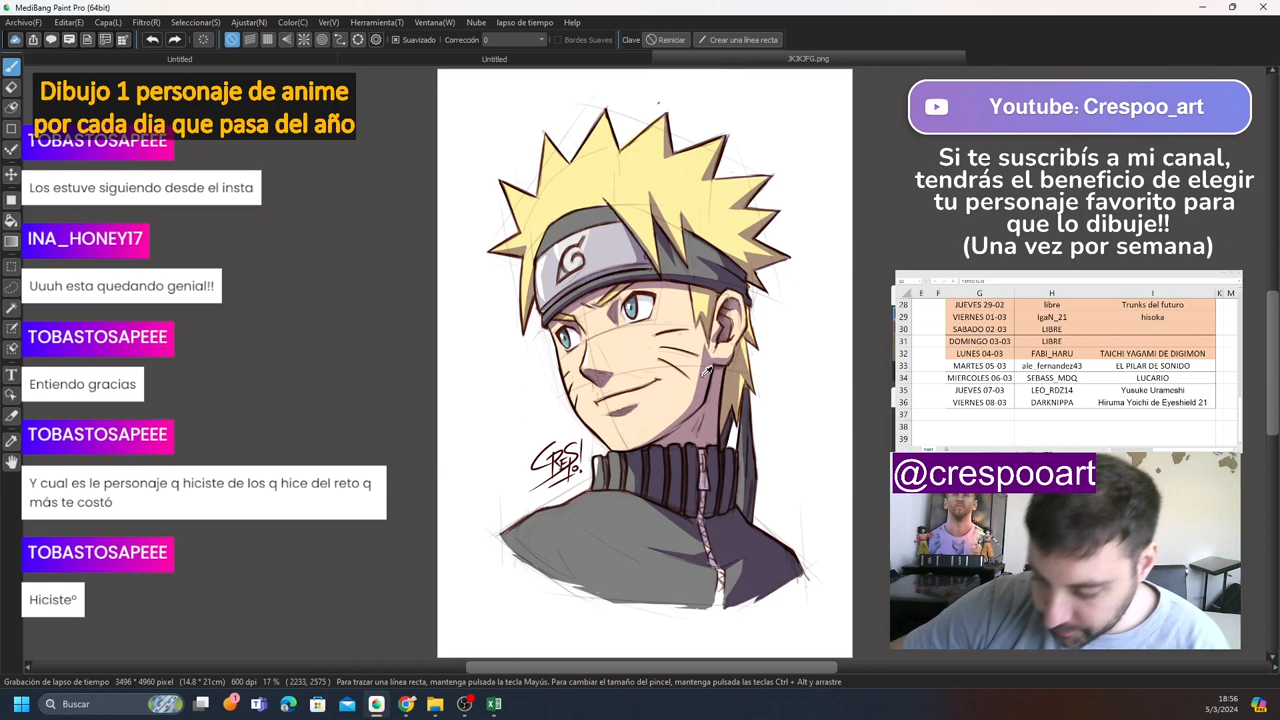 MediBang Paint Pro (64bit)
Archivo(F) Editar(E) Capa(L) Filtro(R) Seleccionar(S) Ajustar(N) Color(C) Ver(V) Herramienta(T) Ventana(W) Nube lapso de tiempo Help
Suavizado Corrección 0 Bordes Suaves Clave Reiniciar Crear una línea recta
Untitled Untitled JKJKJFG.png
Dibujo 1 personaje de anime
por cada dia que pasa del año
TOBASTOSAPEEE
Los estuve siguiendo desde el insta
INA_HONEY17
Uuuh esta quedando genial!!
TOBASTOSAPEEE
Entiendo gracias
TOBASTOSAPEEE
Y cual es le personaje q hiciste de los q hice del reto q
más te costó
TOBASTOSAPEEE
Hicisteº
CRESPO!
Youtube: Crespoo_art
Si te suscribís a mi canal,
tendrás el beneficio de elegir
tu personaje favorito para
que lo dibuje!!
(Una vez por semana)
E F G H I K M
28 JUEVES 29-02 libre Trunks del futuro
29 VIERNES 01-03 IgaN_21 hisoka
30 SABADO 02-03 LIBRE
31 DOMINGO 03-03 LIBRE
32 LUNES 04-03 FABI_HARU TAICHI YAGAMI DE DIGIMON
33 MARTES 05-03 ale_fernandez43 EL PILAR DE SONIDO
34 MIERCOLES 06-03 SEBASS_MDQ LUCARIO
35 JUEVES 07-03 LEO_RDZ14 Yusuke Urameshi
36 VIERNES 08-03 DARKNIPPA Hiruma Yoichi de Eyeshield 21
37
38
39
@crespooart
Grabación de lapso de tiempo 3496 * 4960 pixel (14.8 * 21cm) 600 dpi 17 % ( 2233, 2575 ) Para trazar una línea recta, mantenga pulsada la tecla Mayús. Para cambiar el tamaño del pincel, mantenga pulsadas las teclas Ctrl + Alt y arrastre
Buscar
18:56
5/3/2024